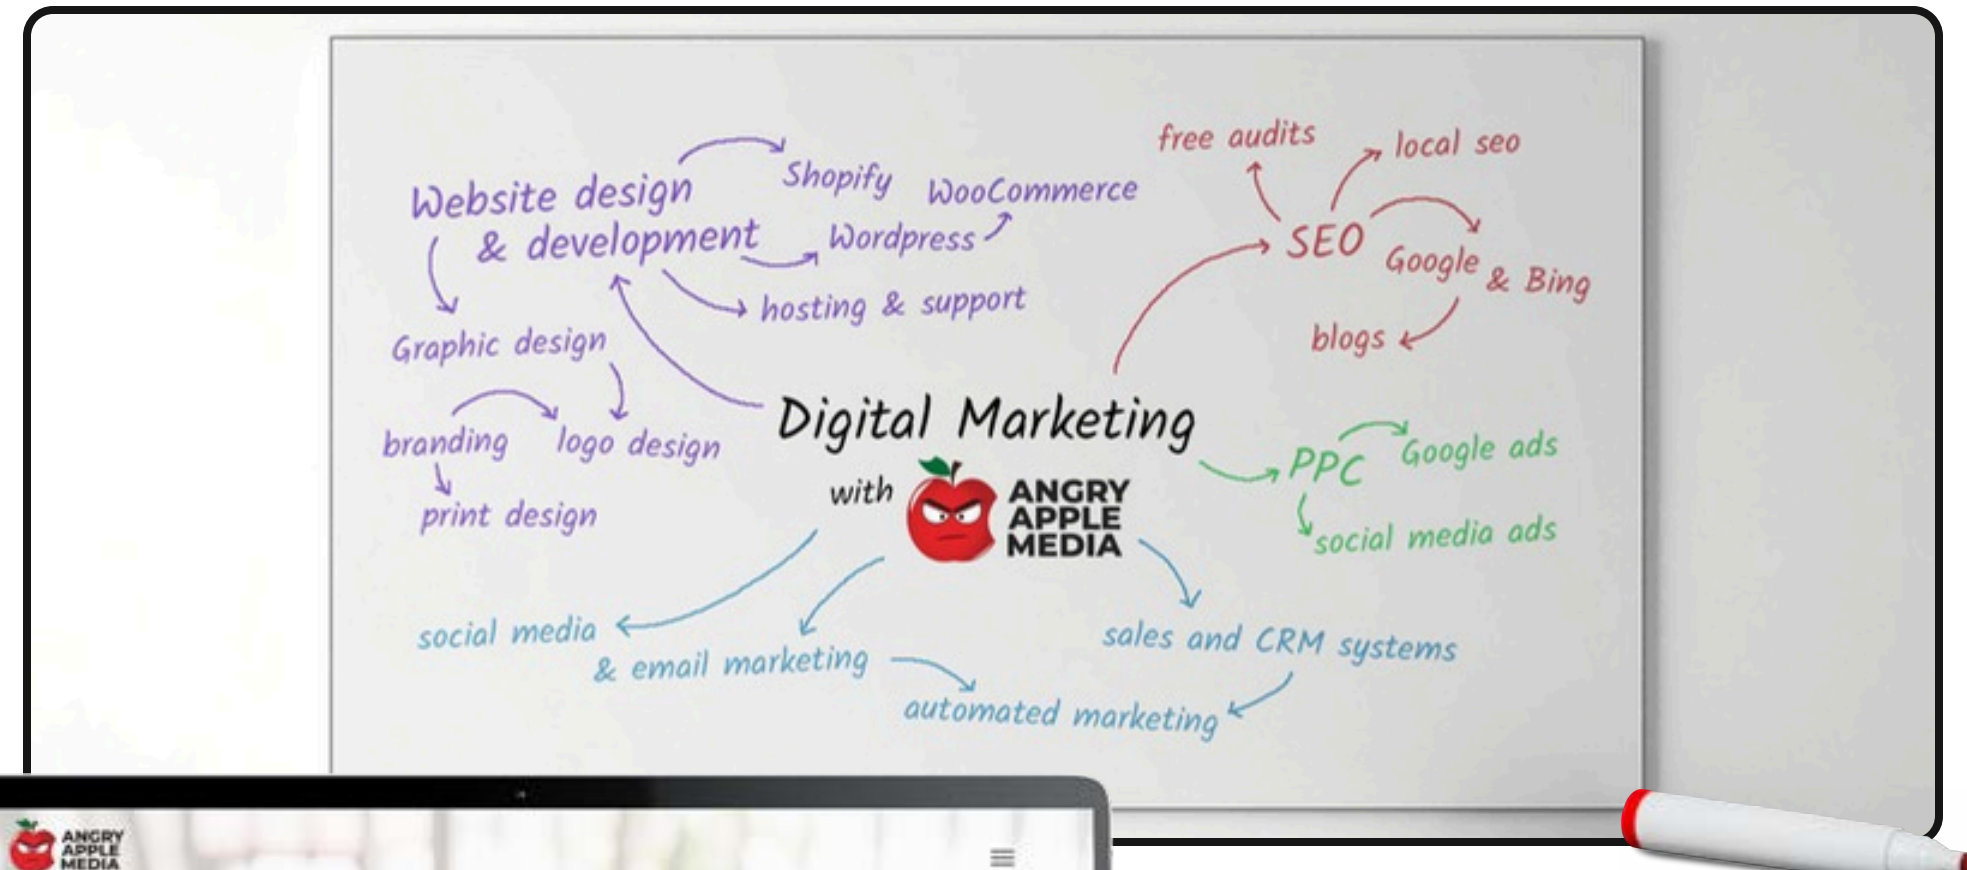 free audits
local seo
Shopify
WooCommerce
Website design
& development
Wordpress
SEO
Google & Bing
hosting & support
blogs
Graphic design
Digital Marketing
with
ANGRY
APPLE
MEDIA
branding
logo design
print design
PPC
Google ads
social media ads
social media
& email marketing
sales and CRM systems
automated marketing
ANGRY
APPLE
MEDIA